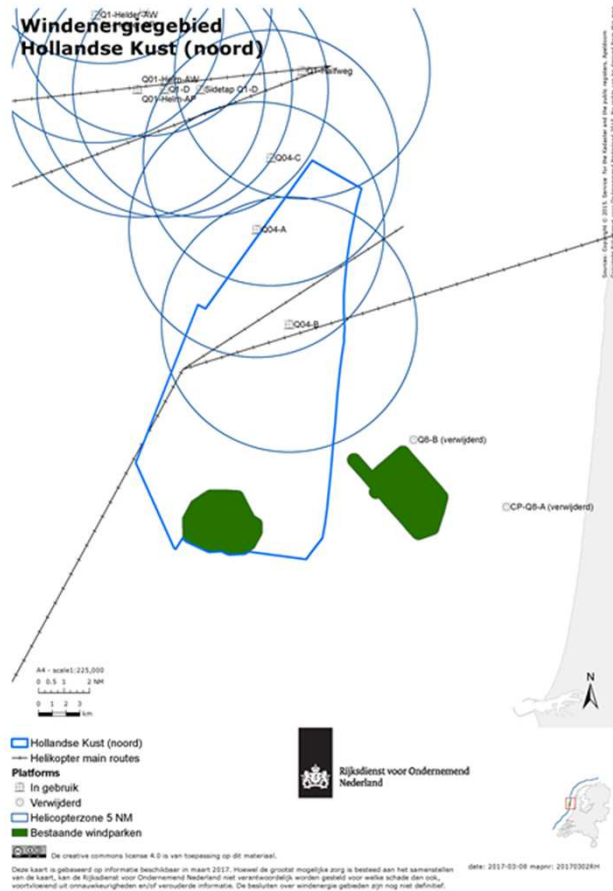 Windenergiegebied
Hollandse Kust (noord)
Q1-Helder-AW
Q1-Halfweg
Q01-Helm-AW
Q1-D
Sidetap Q1-D
Q01-Helm-AP
Q04-C
Q04-A
Q04-B
Q8-B (verwijderd)
CP-Q8-A (verwijderd)
A4 - scale1:225,000
0 0.5 1 2 NM
0 1 2 3
km
N
Hollandse Kust (noord)
Helikopter main routes
Platforms
In gebruik
Verwijderd
Helicopterzone 5 NM
Bestaande windparken
Rijksdienst voor Ondernemend
Nederland
De creative commons license 4.0 is van toepassing op dit materiaal.
Deze kaart is gebaseerd op informatie beschikbaar in maart 2017. Hoewel de grootst mogelijke zorg is besteed aan het samenstellen
van de kaart, kan de Rijksdienst voor Ondernemend Nederland niet verantwoordelijk worden gesteld voor welke schade dan ook,
voortvloeiend uit onnauwkeurigheden en/of verouderde informatie. De besluiten over windenergie gebieden zijn nog niet definitief.
date: 2017-03-08 mapnr: 20170302RH